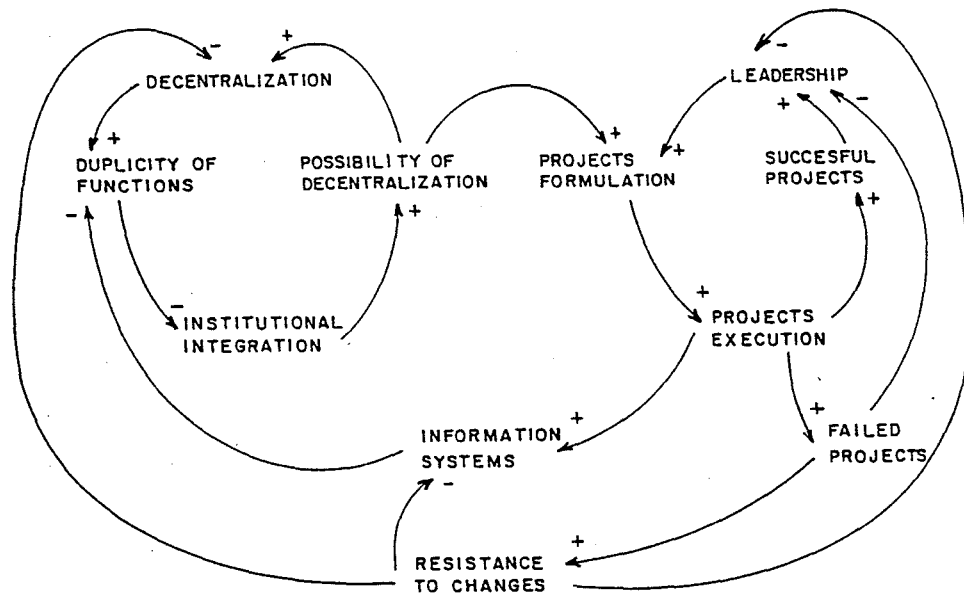 DECENTRALIZATION
DUPLICITY OF
FUNCTIONS
POSSIBILITY OF
DECENTRALIZATION
PROJECTS
FORMULATION
LEADERSHIP
SUCCESFUL
PROJECTS
INSTITUTIONAL
INTEGRATION
PROJECTS
EXECUTION
INFORMATION
SYSTEMS
FAILED
PROJECTS
RESISTANCE
TO CHANGES